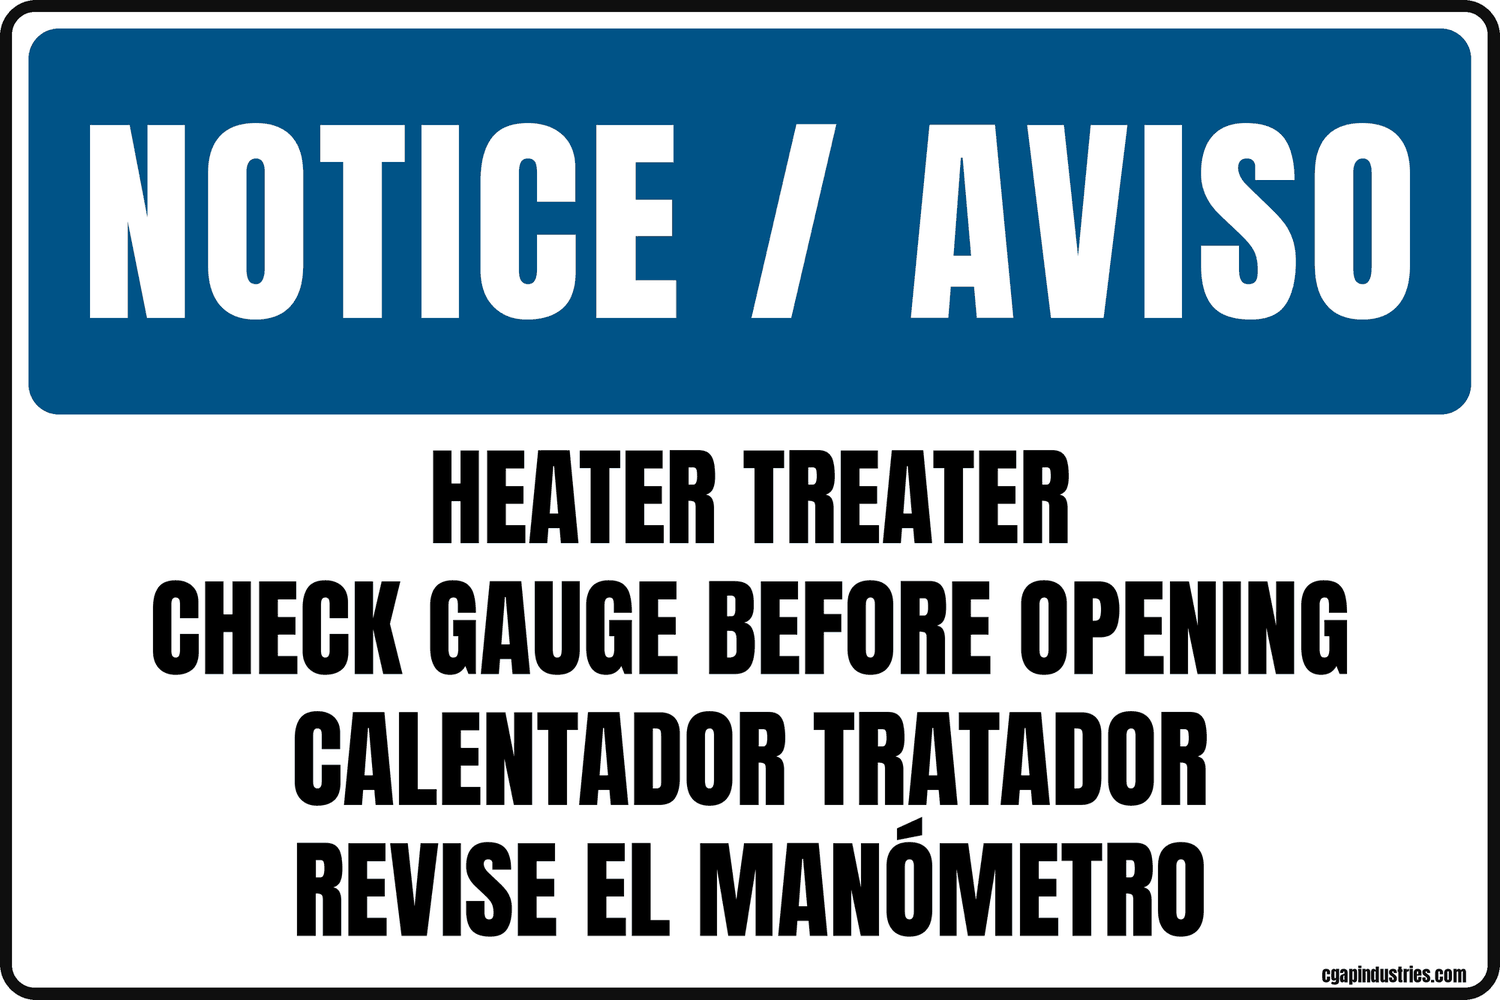 NOTICE / AVISO
HEATER TREATER
CHECK GAUGE BEFORE OPENING
CALENTADOR TRATADOR
REVISE EL MANÓMETRO
cgapindustries.com